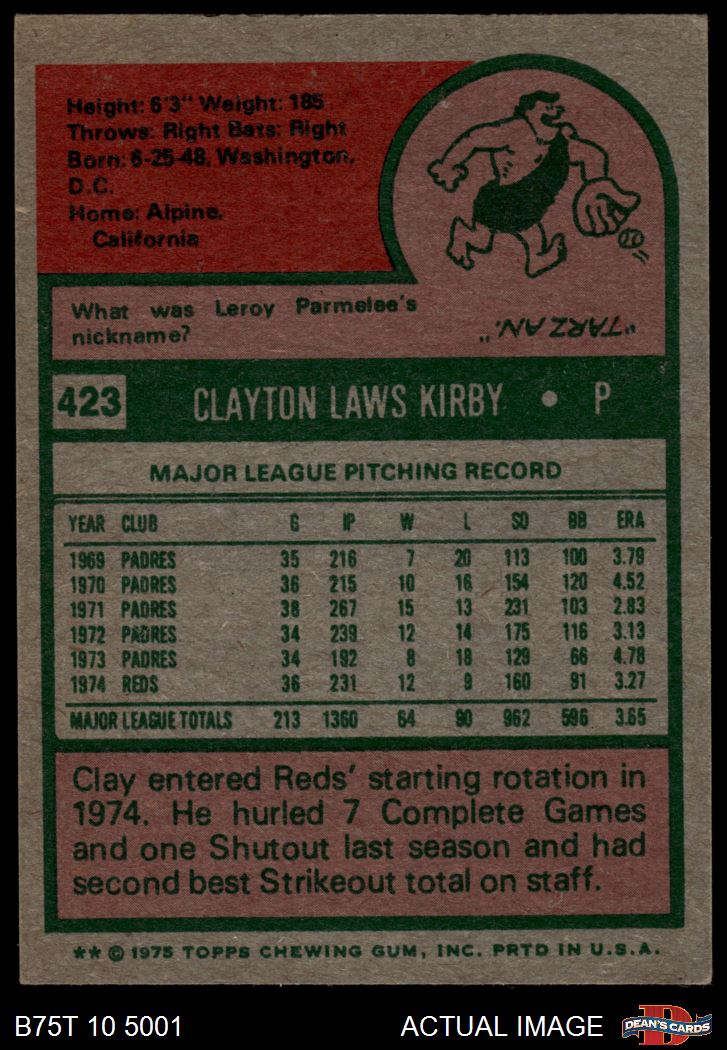 Height: 6'3" Weight: 185
Throws: Right Bats: Right
Born: 6-25-48, Washington,
D.C.
Home: Alpine,
California
What was Leroy Parmelee's
nickname?
"TARZAN."
423 CLAYTON LAWS KIRBY • P
MAJOR LEAGUE PITCHING RECORD
YEAR CLUB G IP W L SO BB ERA
1969 PADRES 35 216 7 20 113 100 3.79
1970 PADRES 36 215 10 16 154 120 4.52
1971 PADRES 38 267 15 13 231 103 2.83
1972 PADRES 34 239 12 14 175 116 3.13
1973 PADRES 34 192 8 18 129 66 4.78
1974 REDS 36 231 12 9 160 91 3.27
MAJOR LEAGUE TOTALS 213 1360 64 90 962 596 3.65
Clay entered Reds' starting rotation in
1974. He hurled 7 Complete Games
and one Shutout last season and had
second best Strikeout total on staff.
** © 1975 TOPPS CHEWING GUM, INC. PRTD IN U.S.A.
B75T 10 5001 ACTUAL IMAGE D DEAN'S CARDS